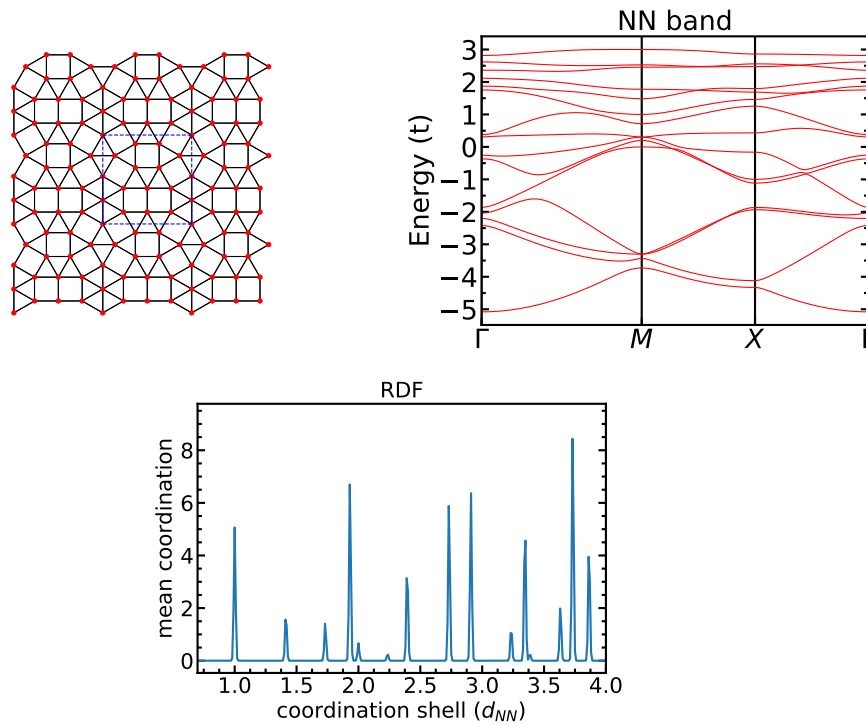 NN band
Energy (t)
3
2
1
0
−1
−2
−3
−4
−5
Γ M X Γ
RDF
mean coordination
8
6
4
2
0
1.0 1.5 2.0 2.5 3.0 3.5 4.0
coordination shell (d_NN)